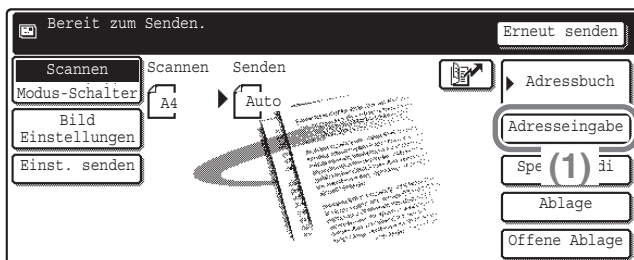 Bereit zum Senden.
Erneut senden
Scannen
Modus-Schalter
Bild
Einstellungen
Einst. senden
Scannen
A4
Senden
Auto
Adressbuch
Adresseingabe
(1)
Ablage
Offene Ablage